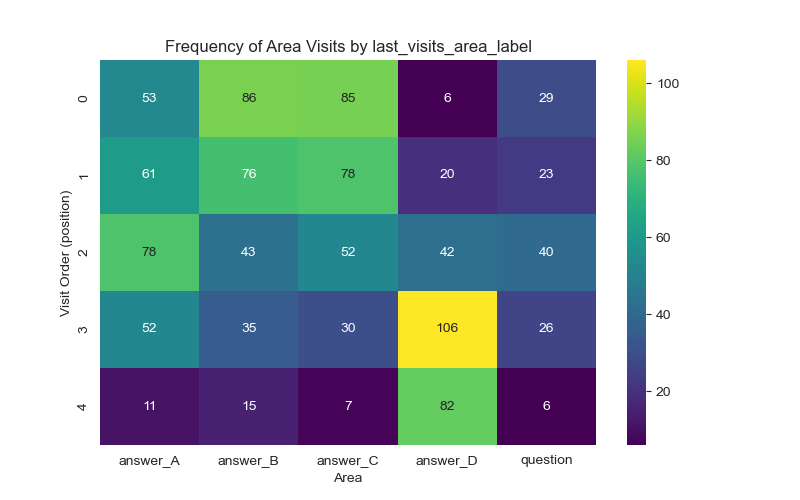 Frequency of Area Visits by last_visits_area_label
Visit Order (position)
0 53 86 85 6 29
1 61 76 78 20 23
2 78 43 52 42 40
3 52 35 30 106 26
4 11 15 7 82 6
answer_A answer_B answer_C answer_D question
Area
100
80
60
40
20